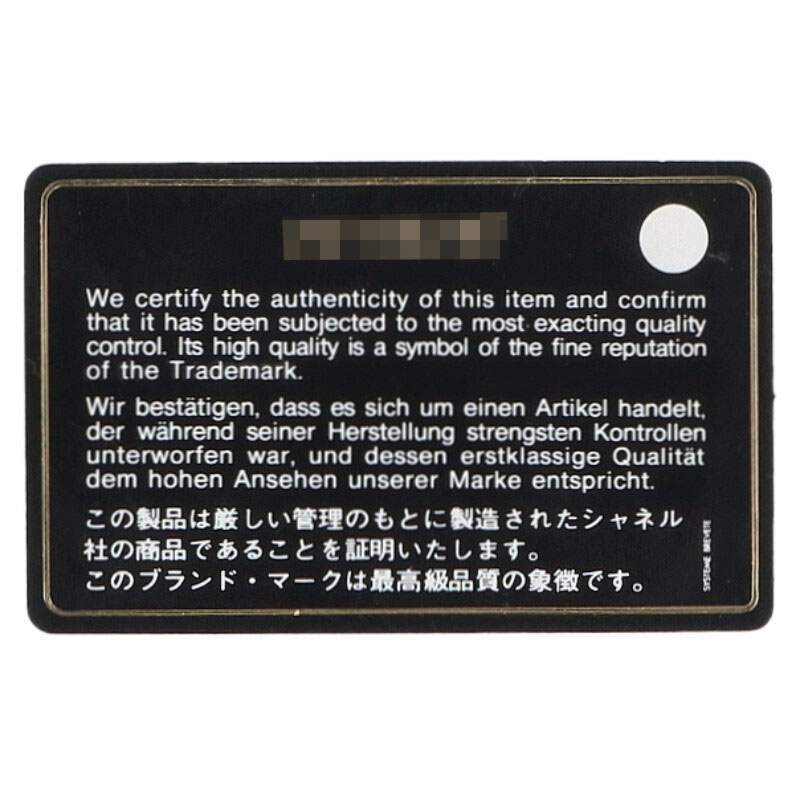 We certify the authenticity of this item and confirm
that it has been subjected to the most exacting quality
control. Its high quality is a symbol of the fine reputation
of the Trademark.
Wir bestätigen, dass es sich um einen Artikel handelt,
der während seiner Herstellung strengsten Kontrollen
unterworfen war, und dessen erstklassige Qualität
dem hohen Ansehen unserer Marke entspricht.
この製品は厳しい管理のもとに製造されたシャネル
社の商品であることを証明いたします。
このブランド・マークは最高級品質の象徴です。
SYSTEME BREVETE